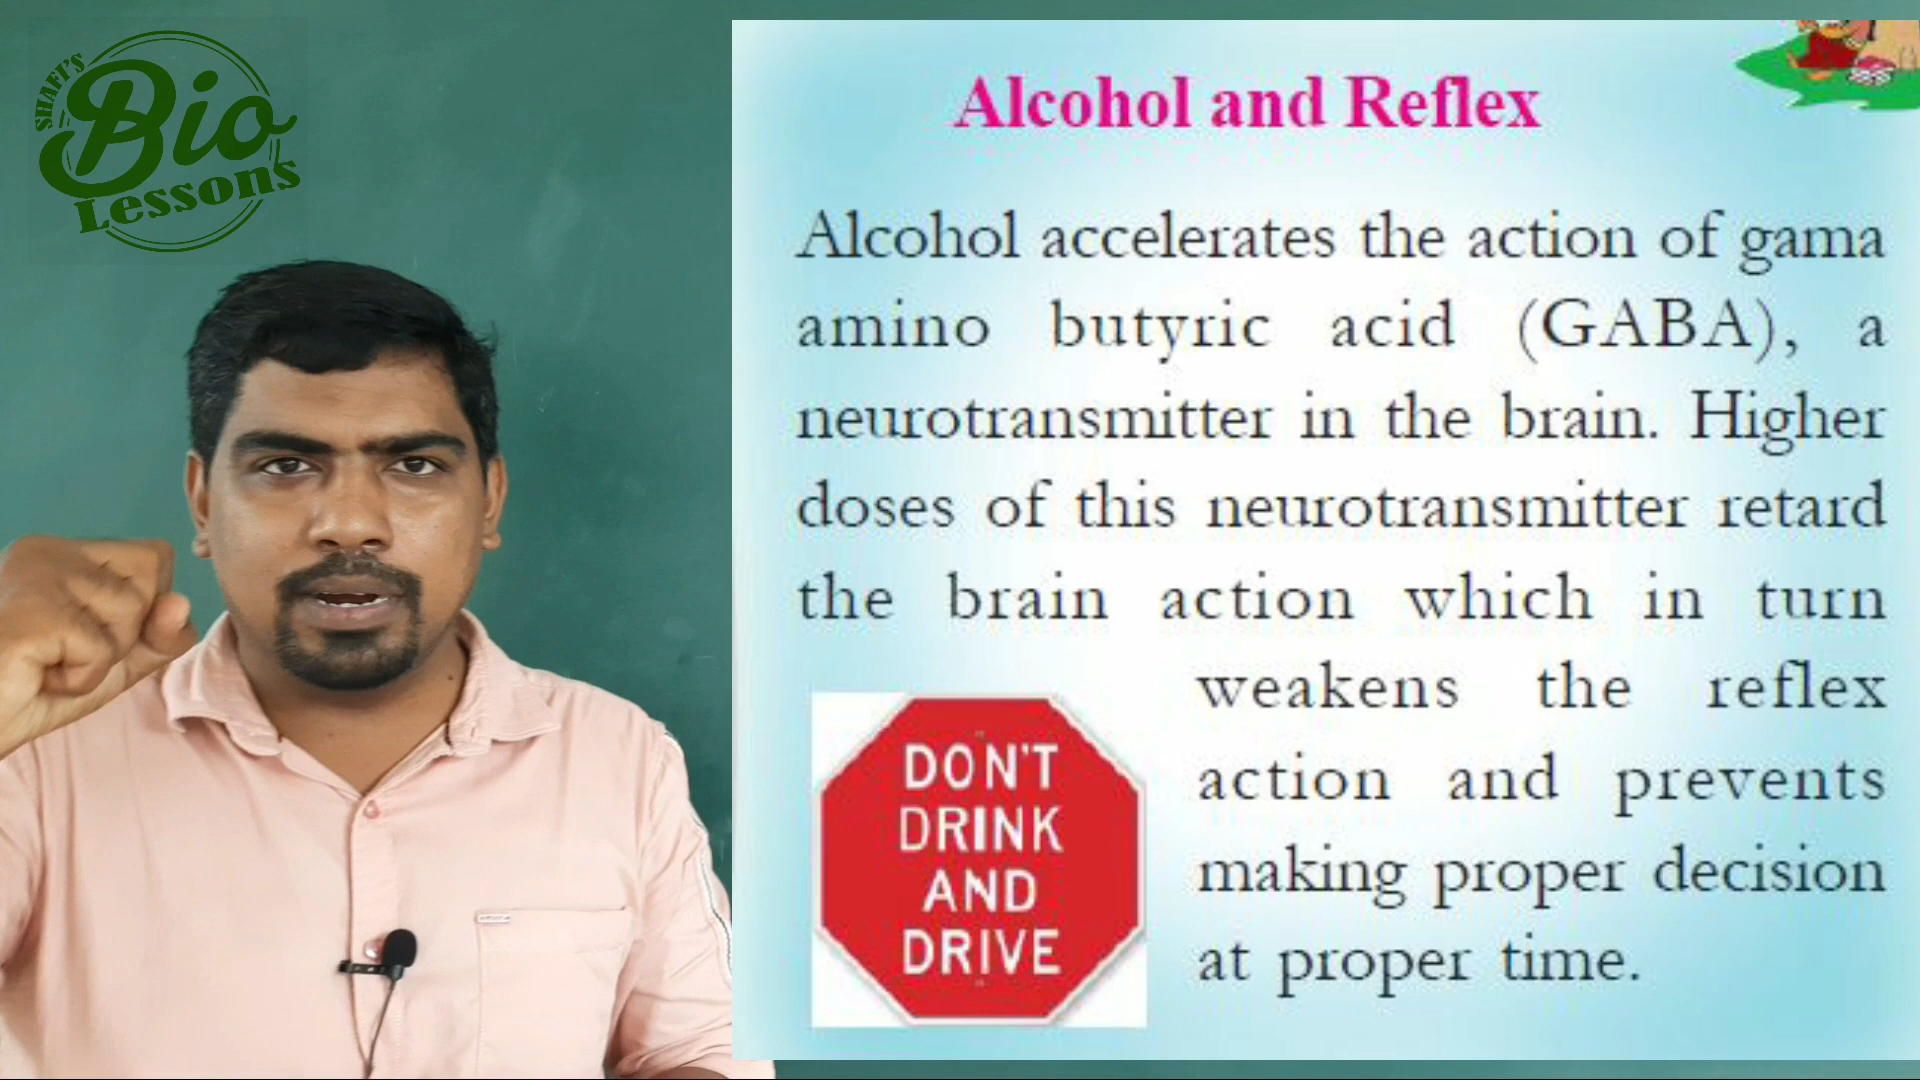 SHAFI'S
Bio
Lessons
Alcohol and Reflex
Alcohol accelerates the action of gama
amino butyric acid (GABA), a
neurotransmitter in the brain. Higher
doses of this neurotransmitter retard
the brain action which in turn
weakens the reflex
action and prevents
making proper decision
at proper time.
DON'T
DRINK
AND
DRIVE